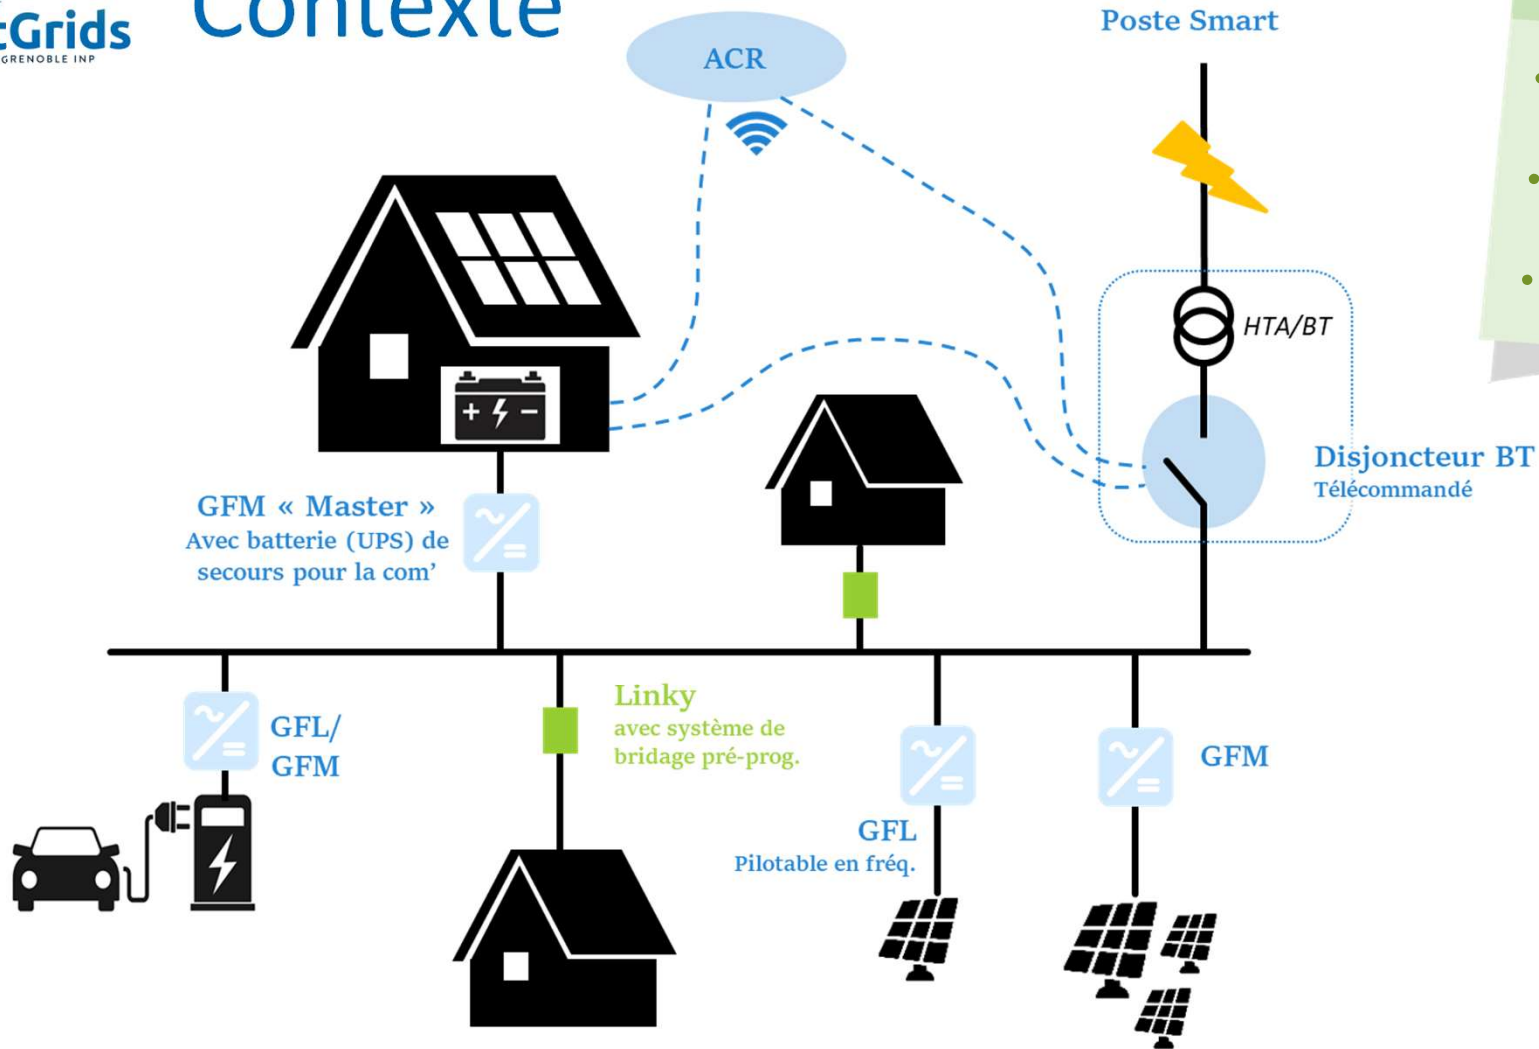 Contexte
tGrids
GRENOBLE INP
ACR
Poste Smart
HTA/BT
Disjoncteur BT
Télécommandé
GFM « Master »
Avec batterie (UPS) de
secours pour la com’
+ −
Linky
avec système de
bridage pré-prog.
GFL/
GFM
GFL
Pilotable en fréq.
GFM